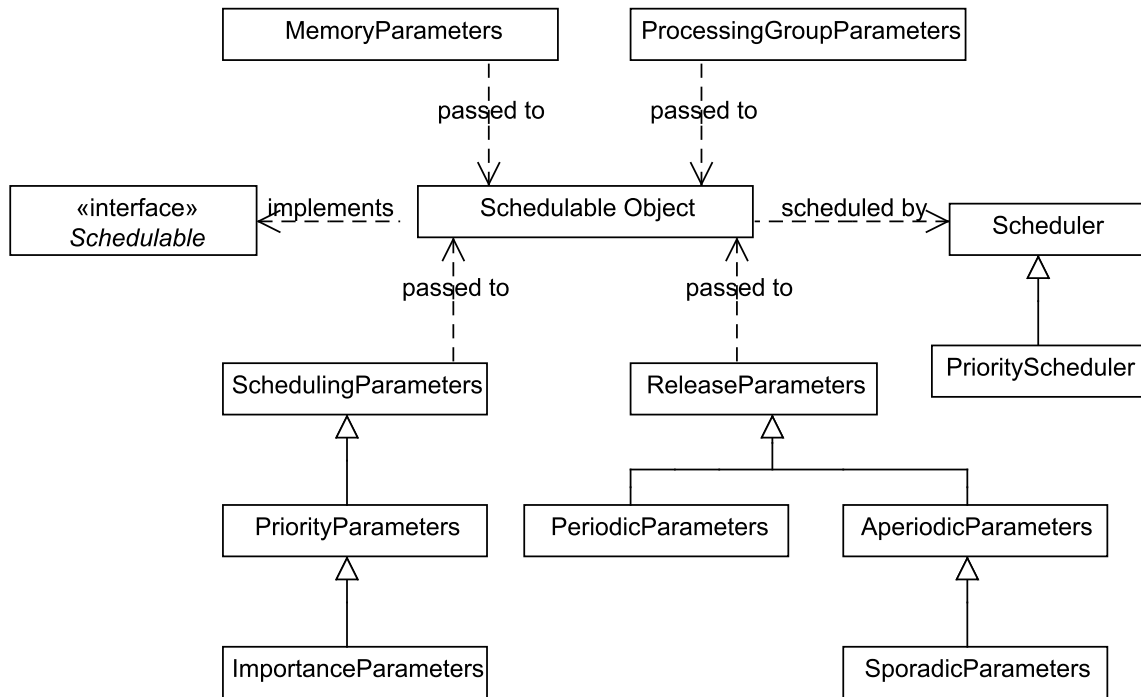 MemoryParameters
ProcessingGroupParameters
passed to
passed to
«interface»
Schedulable
implements
Schedulable Object
scheduled by
Scheduler
passed to
passed to
SchedulingParameters
ReleaseParameters
PriorityScheduler
PriorityParameters
PeriodicParameters
AperiodicParameters
ImportanceParameters
SporadicParameters